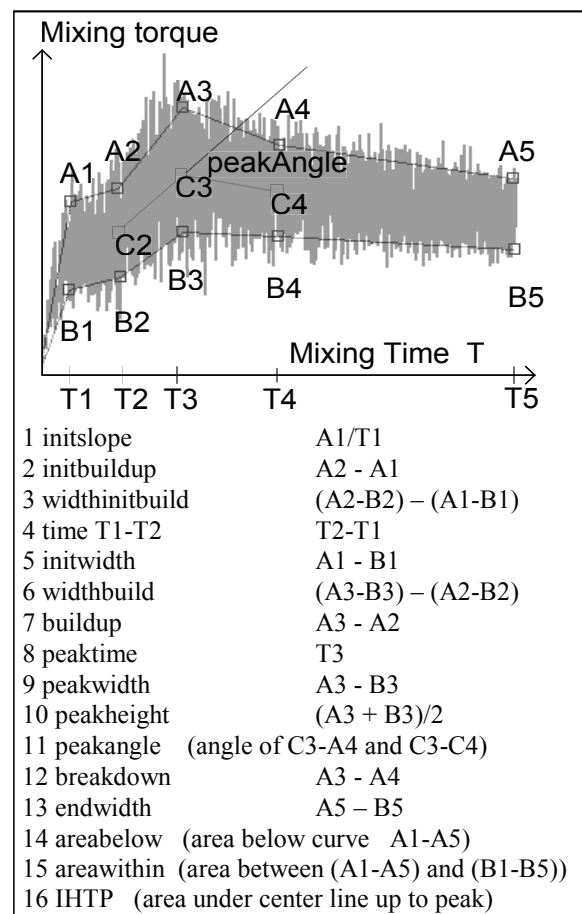 Mixing torque
A3
A4
A2
A5
A1
peakAngle
C3
C4
C2
B3
B4
B5
B1
B2
Mixing Time T
T1 T2 T3 T4 T5
1 initslope A1/T1
2 initbuildup A2 - A1
3 widthinitbuild (A2-B2) – (A1-B1)
4 time T1-T2 T2-T1
5 initwidth A1 - B1
6 widthbuild (A3-B3) – (A2-B2)
7 buildup A3 - A2
8 peaktime T3
9 peakwidth A3 - B3
10 peakheight (A3 + B3)/2
11 peakangle (angle of C3-A4 and C3-C4)
12 breakdown A3 - A4
13 endwidth A5 – B5
14 areabelow (area below curve A1-A5)
15 areawithin (area between (A1-A5) and (B1-B5))
16 IHTP (area under center line up to peak)